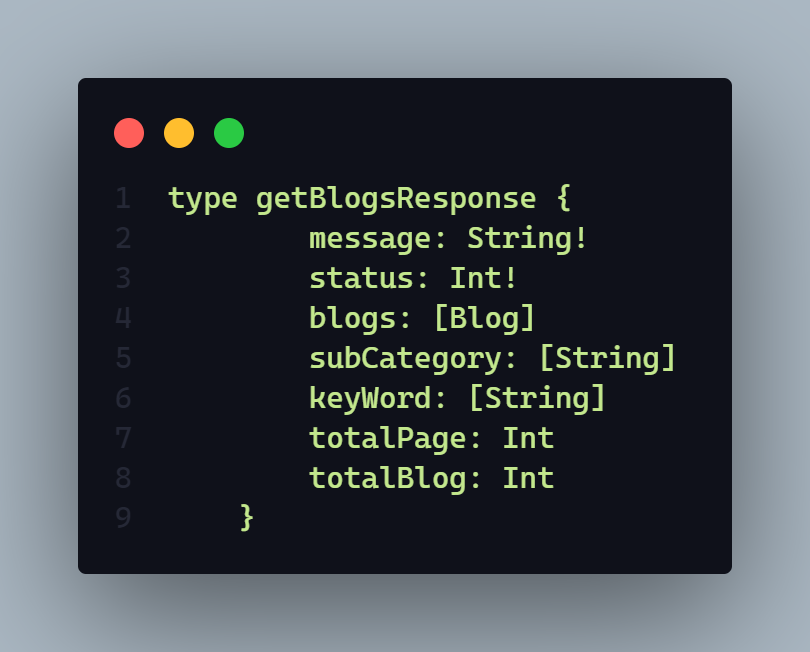 1 type getBlogsResponse {
2 message: String!
3 status: Int!
4 blogs: [Blog]
5 subCategory: [String]
6 keyWord: [String]
7 totalPage: Int
8 totalBlog: Int
9 }